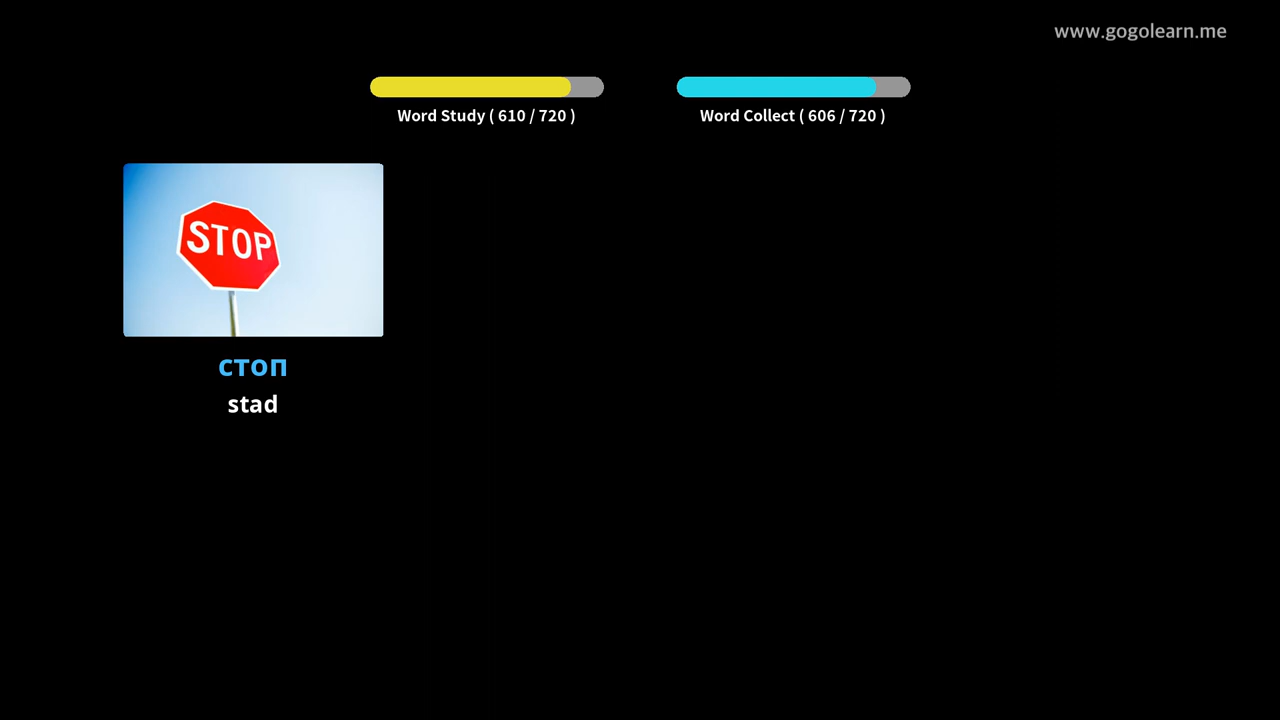 www.gogolearn.me
Word Study ( 610 / 720 )
Word Collect ( 606 / 720 )
STOP
стоп
stad